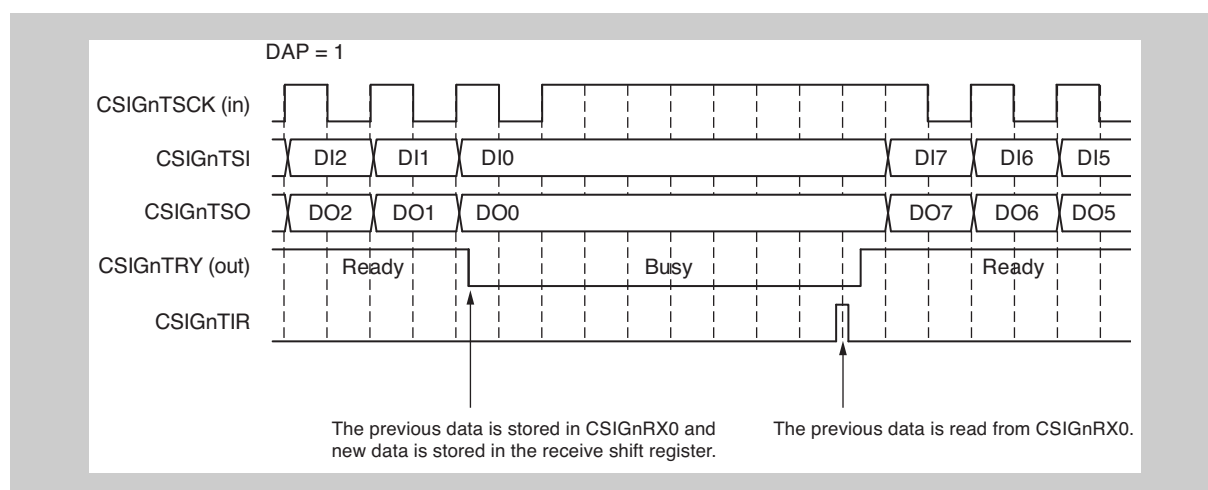 DAP = 1
CSIGnTSCK (in)
CSIGnTSI DI2 DI1 DI0 DI7 DI6 DI5
CSIGnTSO DO2 DO1 DO0 DO7 DO6 DO5
CSIGnTRY (out) Ready Busy Ready
CSIGnTIR
The previous data is stored in CSIGnRX0 and
new data is stored in the receive shift register.
The previous data is read from CSIGnRX0.